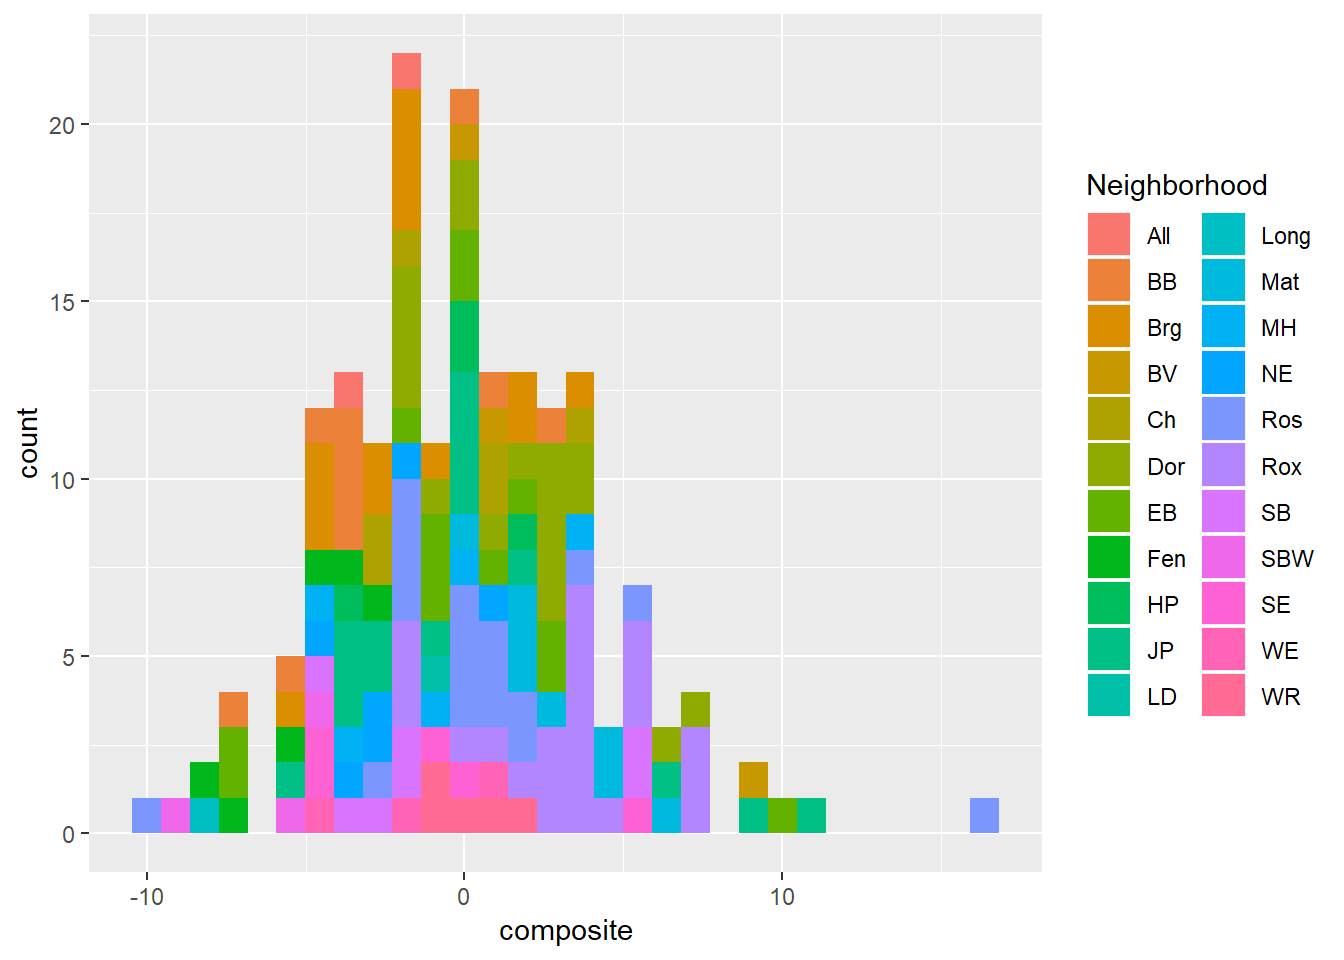 20
15
10
5
0
count
-10
0
10
composite
Neighborhood
All
BB
Brg
BV
Ch
Dor
EB
Fen
HP
JP
LD
Long
Mat
MH
NE
Ros
Rox
SB
SBW
SE
WE
WR